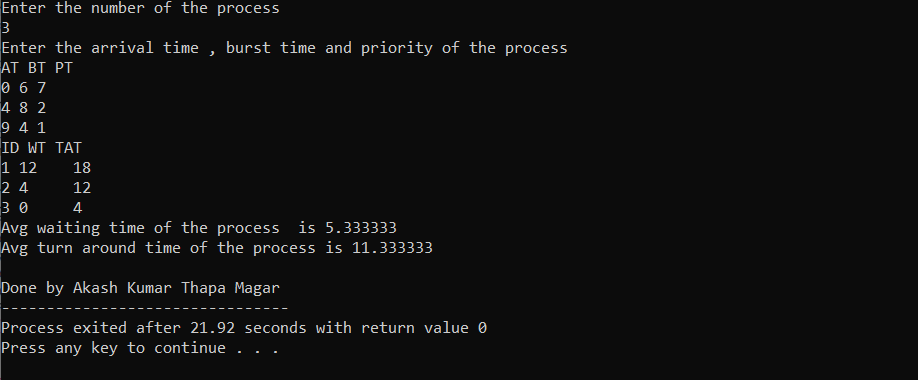 Enter the number of the process
3
Enter the arrival time , burst time and priority of the process
AT BT PT
0 6 7
4 8 2
9 4 1
ID WT TAT
1 12    18
2 4     12
3 0     4
Avg waiting time of the process  is 5.333333
Avg turn around time of the process is 11.333333
Done by Akash Kumar Thapa Magar
--------------------------------
Process exited after 21.92 seconds with return value 0
Press any key to continue . . .